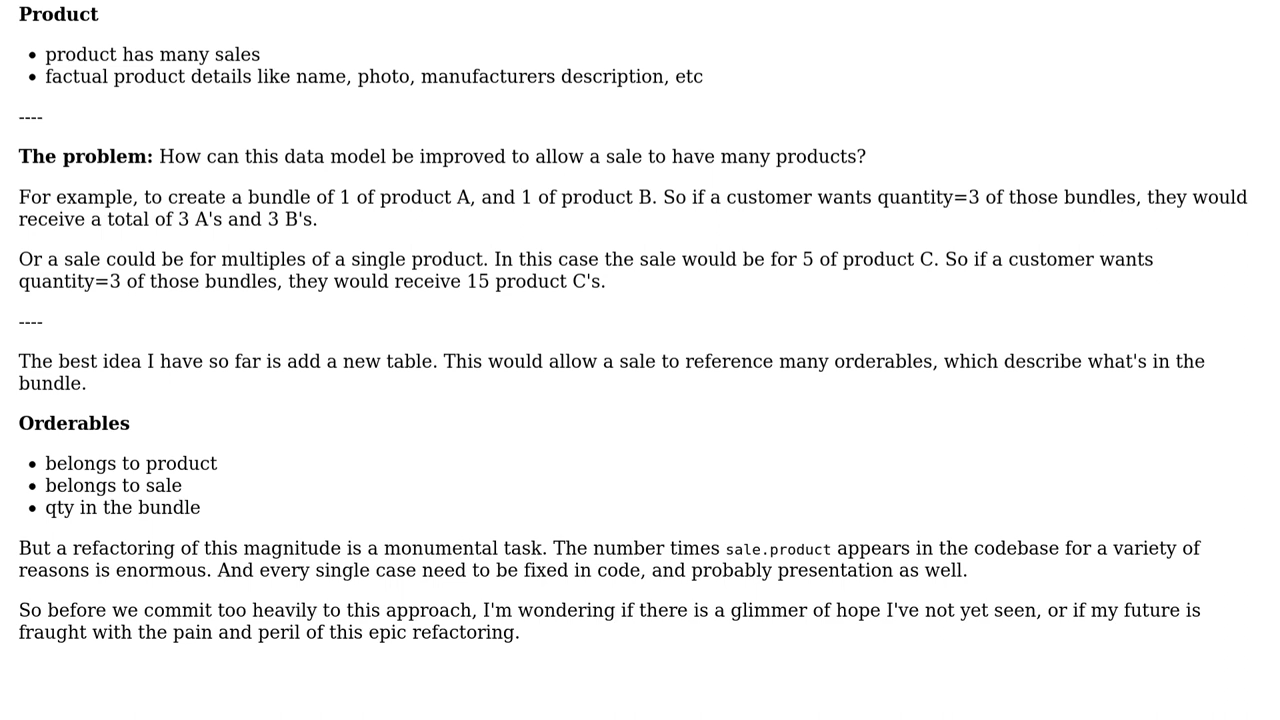 Product
• product has many sales
• factual product details like name, photo, manufacturers description, etc
----
The problem: How can this data model be improved to allow a sale to have many products?
For example, to create a bundle of 1 of product A, and 1 of product B. So if a customer wants quantity=3 of those bundles, they would
receive a total of 3 A's and 3 B's.
Or a sale could be for multiples of a single product. In this case the sale would be for 5 of product C. So if a customer wants
quantity=3 of those bundles, they would receive 15 product C's.
----
The best idea I have so far is add a new table. This would allow a sale to reference many orderables, which describe what's in the
bundle.
Orderables
• belongs to product
• belongs to sale
• qty in the bundle
But a refactoring of this magnitude is a monumental task. The number times sale.product appears in the codebase for a variety of
reasons is enormous. And every single case need to be fixed in code, and probably presentation as well.
So before we commit too heavily to this approach, I'm wondering if there is a glimmer of hope I've not yet seen, or if my future is
fraught with the pain and peril of this epic refactoring.